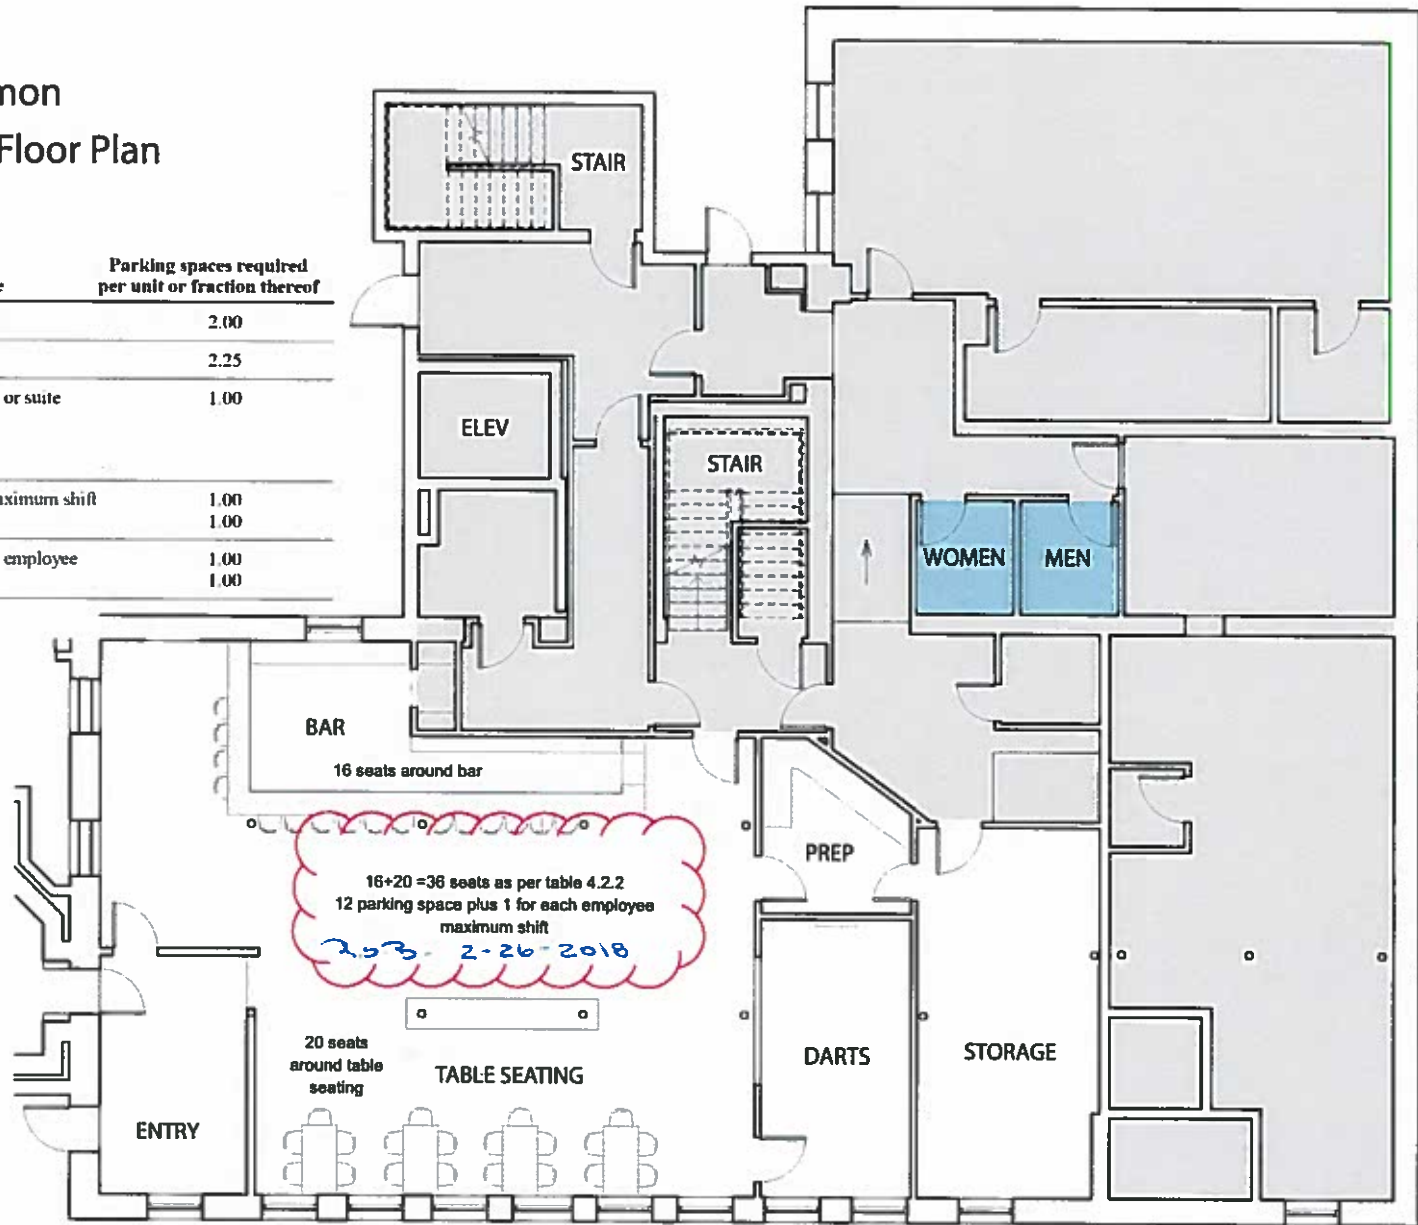 mon
Floor Plan
Parking spaces required
e per unit or fraction thereof
2.00
2.25
or suite 1.00
aximum shift 1.00
1.00
employee 1.00
1.00
STAIR
ELEV
STAIR
WOMEN MEN
BAR
16 seats around bar
PREP
16+20 =36 seats as per table 4.2.2
12 parking space plus 1 for each employee
maximum shift
2-26-2018
20 seats
around table
seating
TABLE SEATING
DARTS
STORAGE
ENTRY